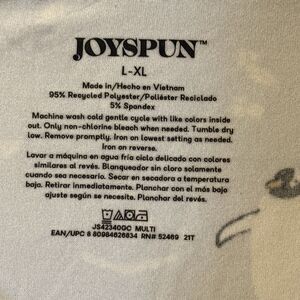 JOYSPUN™
L-XL
Made in/Hecho en Vietnam
95% Recycled Polyester/Poliéster Reciclado
5% Spandex
Machine wash cold gentle cycle with like colors inside
out. Only non-chlorine bleach when needed. Tumble dry
low. Remove promptly. Iron on lowest setting as needed.
Iron on reverse.
Lavar a máquina en agua fría ciclo delicado con colores
similares al revés. Blanqueador sin cloro solamente
cuando sea necesario. Secar en secadora a temperatura
baja. Retirar inmediatamente. Planchar con el más bajo
ajuste según se necesite. Planchar del revés.
JS42340QC MULTI
EAN/UPC 8 80984626834 RN# 52469 21T